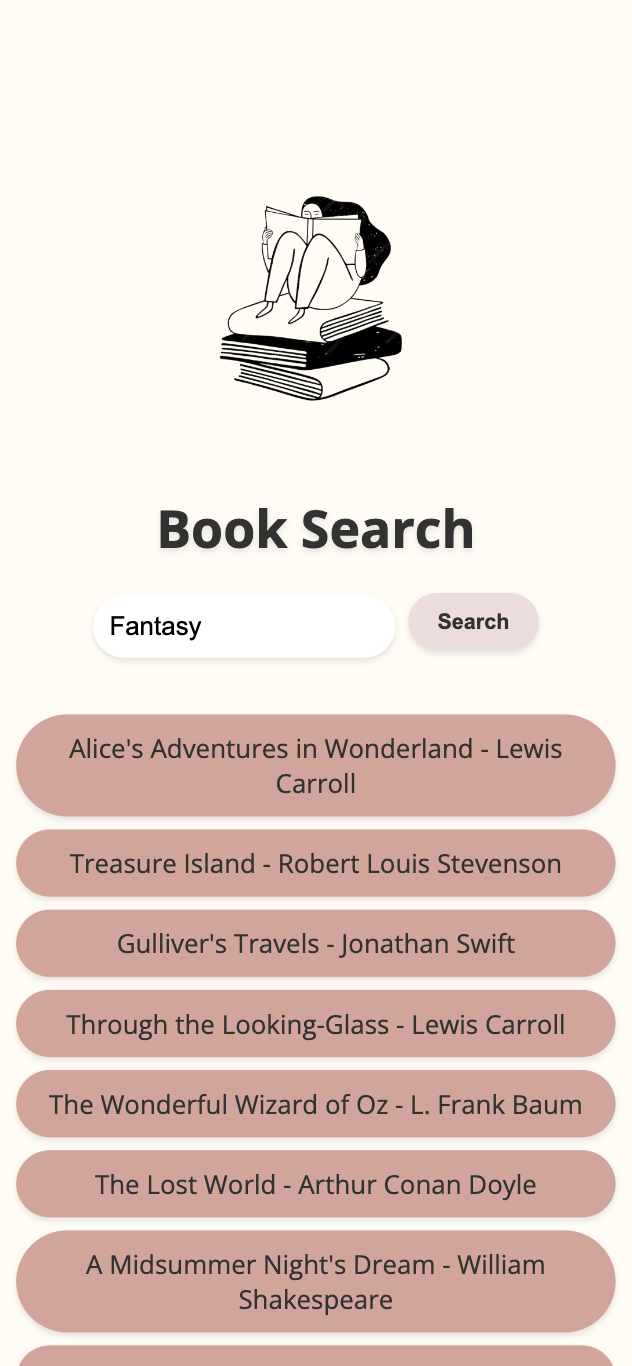 Book Search
Fantasy
Search
Alice's Adventures in Wonderland - Lewis
Carroll
Treasure Island - Robert Louis Stevenson
Gulliver's Travels - Jonathan Swift
Through the Looking-Glass - Lewis Carroll
The Wonderful Wizard of Oz - L. Frank Baum
The Lost World - Arthur Conan Doyle
A Midsummer Night's Dream - William
Shakespeare